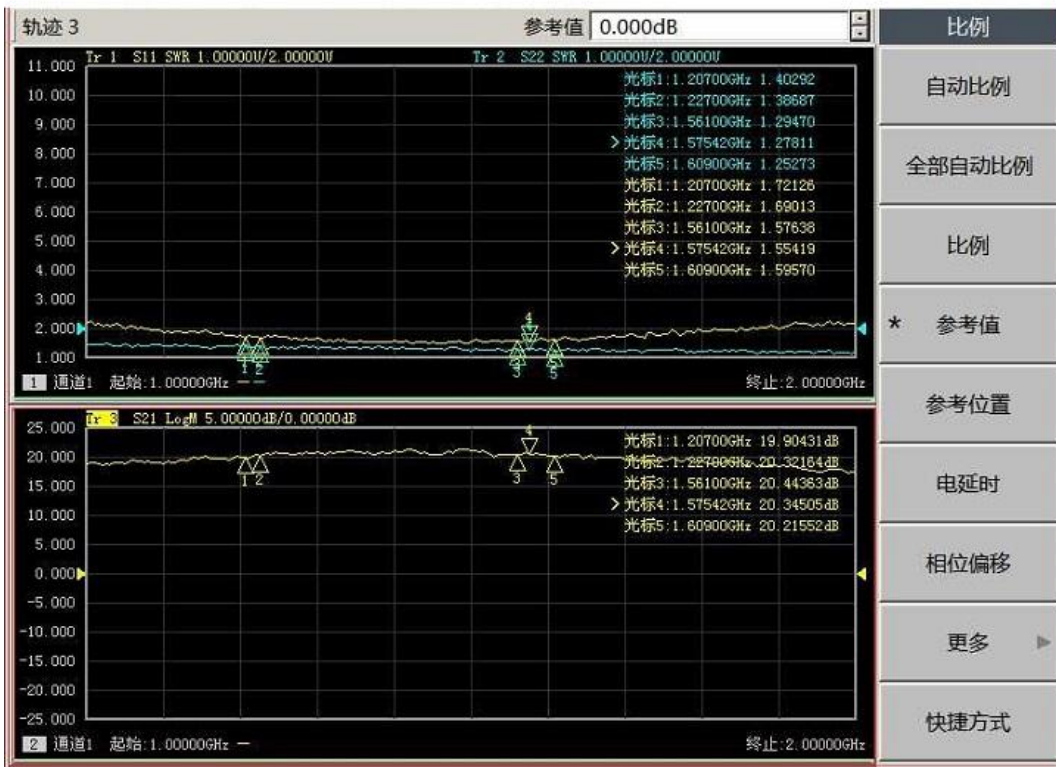 轨迹 3
参考值 0.000dB
比例
Tr 1 S11 SWR 1.00000U/2.00000U
Tr 2 S22 SWR 1.00000U/2.00000U
11.000
10.000
9.000
8.000
7.000
6.000
5.000
4.000
3.000
2.000
1.000
光标1:1.20700GHz 1.40292
光标2:1.22700GHz 1.38687
光标3:1.56100GHz 1.29470
>光标4:1.57542GHz 1.27811
光标5:1.60900GHz 1.25273
光标1:1.20700GHz 1.72126
光标2:1.22700GHz 1.69013
光标3:1.56100GHz 1.57638
>光标4:1.57542GHz 1.55419
光标5:1.60900GHz 1.59570
4
1 2 3 5
1 通道1 起始:1.00000GHz
终止:2.00000GHz
Tr 3 S21 LogM 5.00000dB/0.00000dB
25.000
20.000
15.000
10.000
5.000
0.000
-5.000
-10.000
-15.000
-20.000
-25.000
光标1:1.20700GHz 19.90431dB
光标2:1.22700GHz 20.32164dB
光标3:1.56100GHz 20.44363dB
>光标4:1.57542GHz 20.34505dB
光标5:1.60900GHz 20.21552dB
4
1 2 3 5
2 通道1 起始:1.00000GHz
终止:2.00000GHz
自动比例
全部自动比例
比例
* 参考值
参考位置
电延时
相位偏移
更多
快捷方式